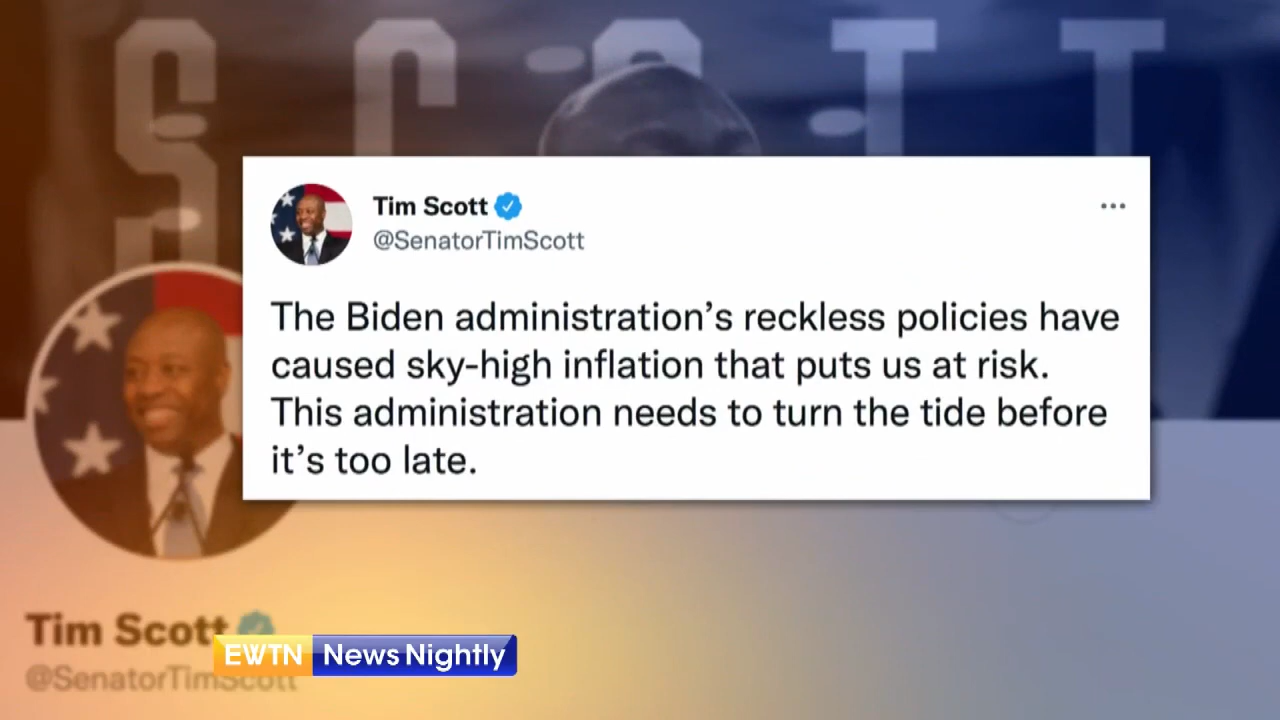 SCOTT
Tim Scott
@SenatorTimScott
The Biden administration's reckless policies have
caused sky-high inflation that puts us at risk.
This administration needs to turn the tide before
it's too late.
Tim Scott
@SenatorTimScott
EWTN News Nightly